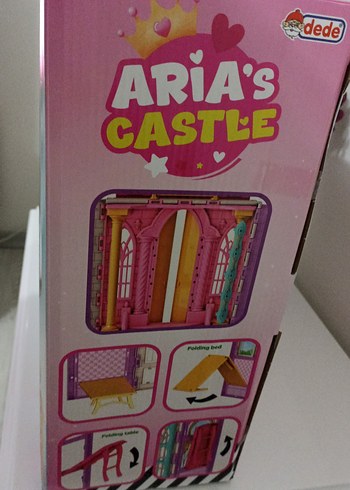 dede
ARIA'S
CASTLE
Folding bed
Folding table